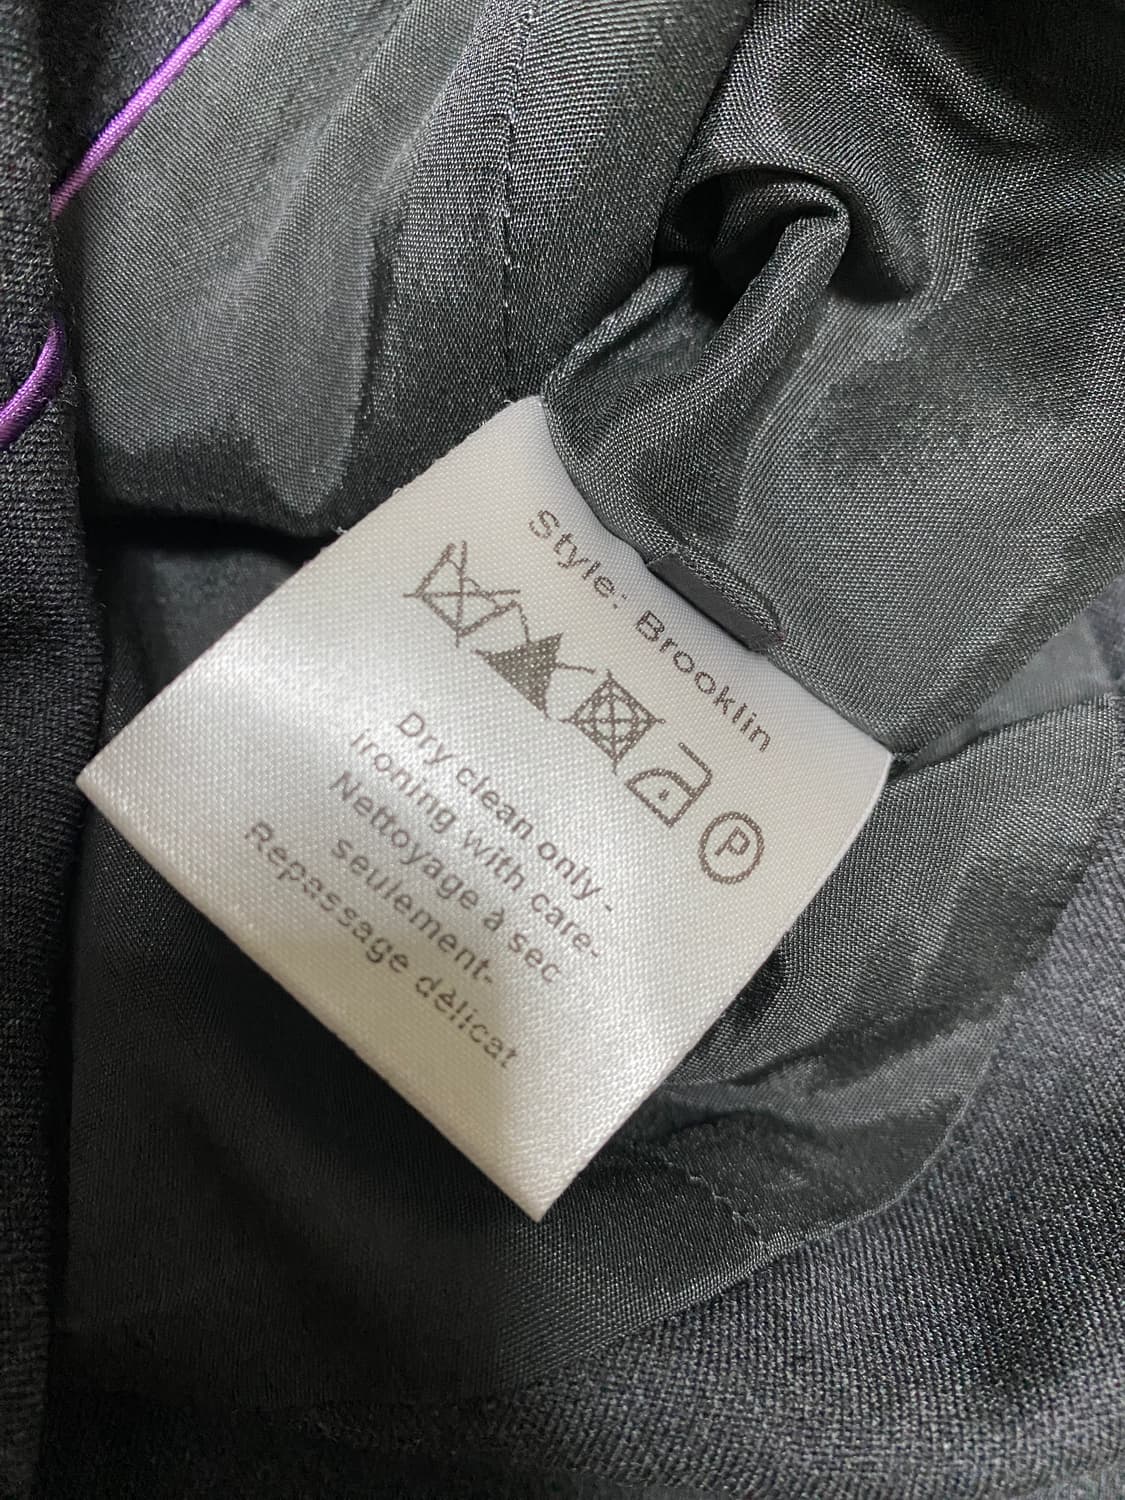 Style: Brooklin
P
Dry clean only -
ironing with care-
Nettoyage à sec
seulement-
Repassage délicat